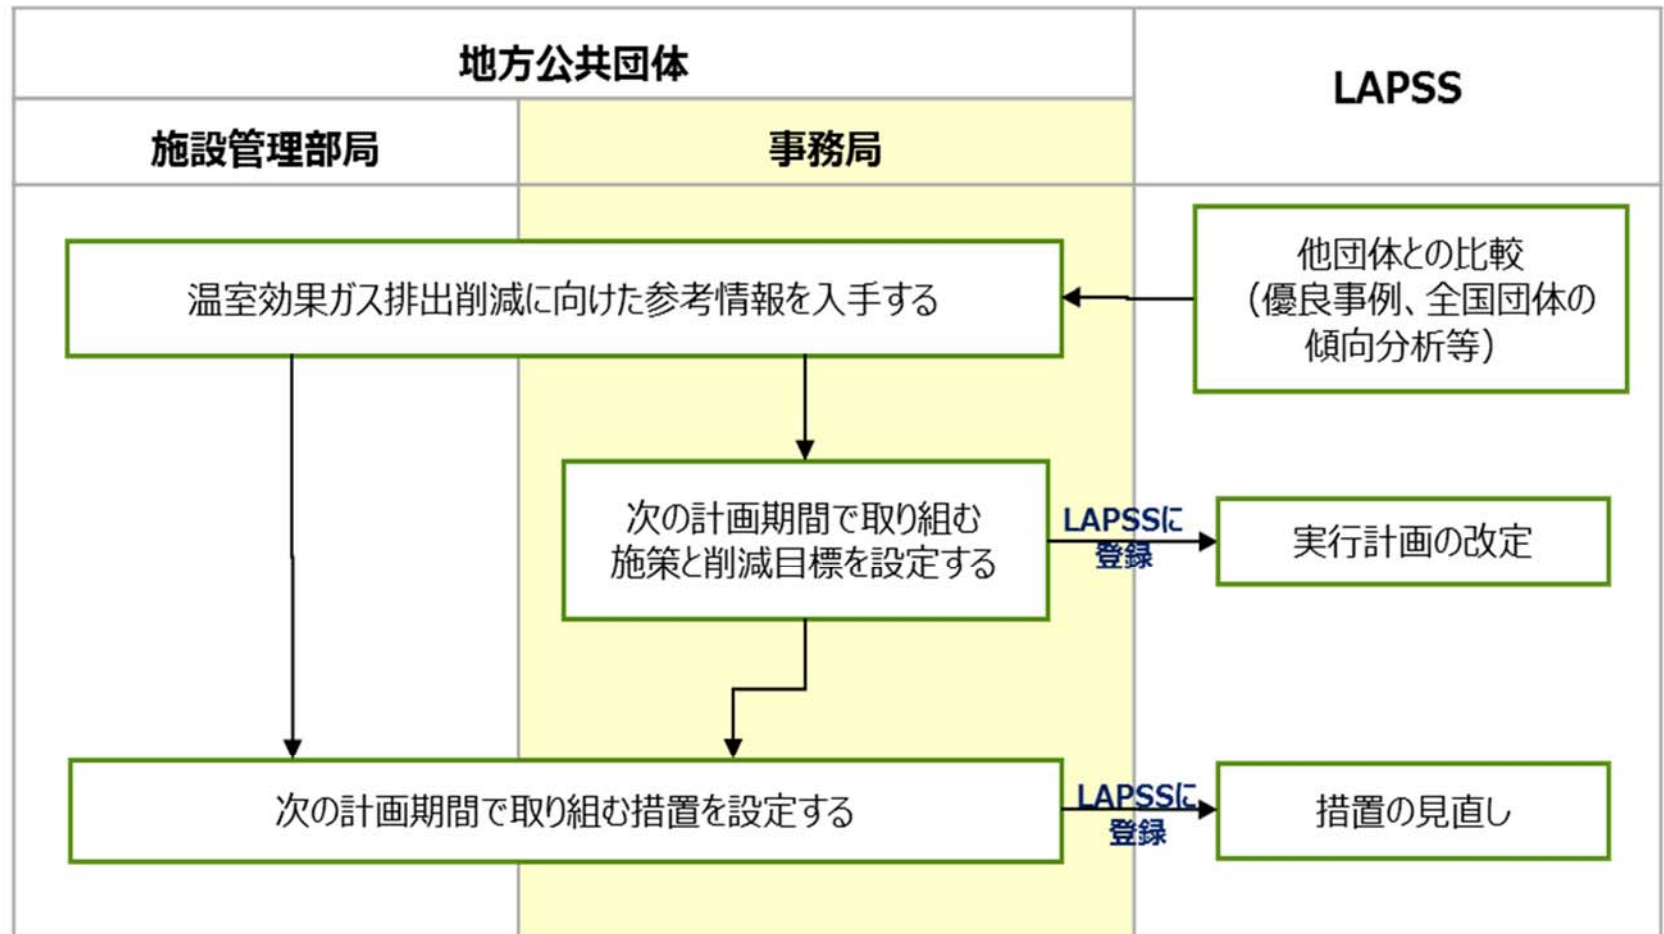 地方公共団体
LAPSS
施設管理部局
事務局
温室効果ガス排出削減に向けた参考情報を入手する
他団体との比較
（優良事例、全国団体の
傾向分析等）
次の計画期間で取り組む
施策と削減目標を設定する
LAPSSに
登録
実行計画の改定
次の計画期間で取り組む措置を設定する
LAPSSに
登録
措置の見直し